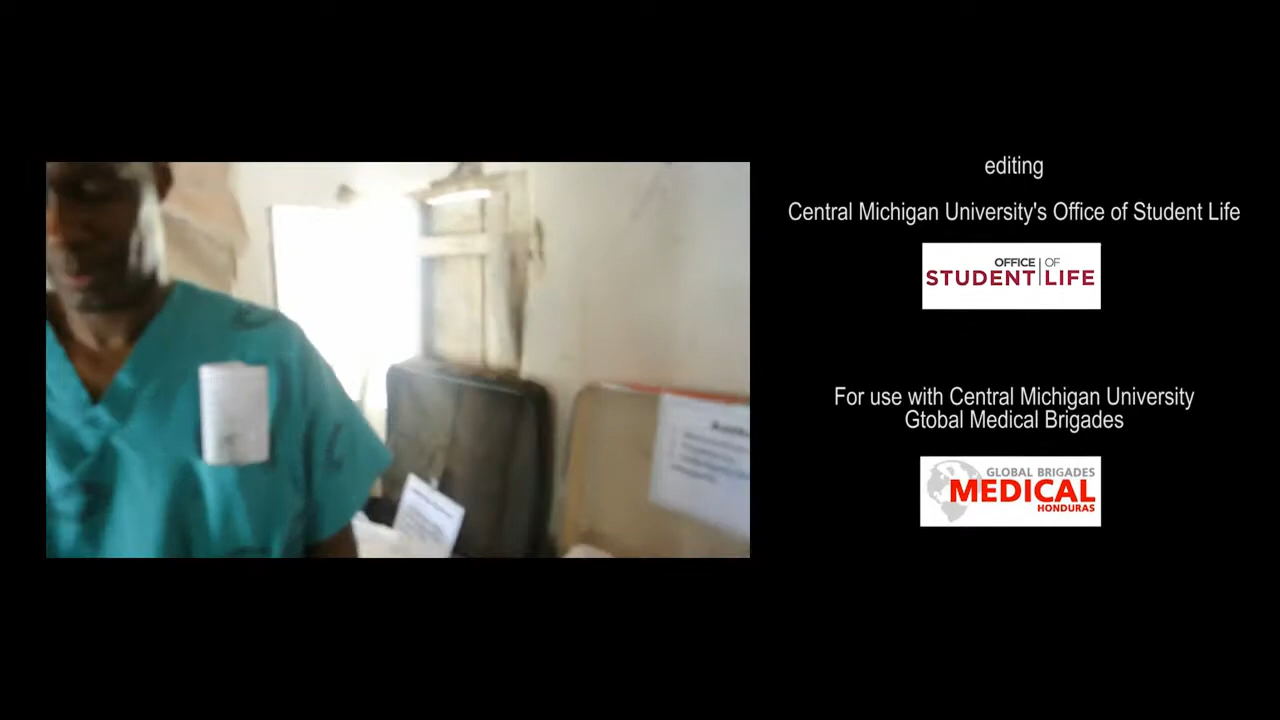 editing
Central Michigan University's Office of Student Life
OFFICE OF
STUDENT LIFE
For use with Central Michigan University
Gtobal Medical Brigades
GLOBAL BRIGADES
MEDICAL
HONDURAS